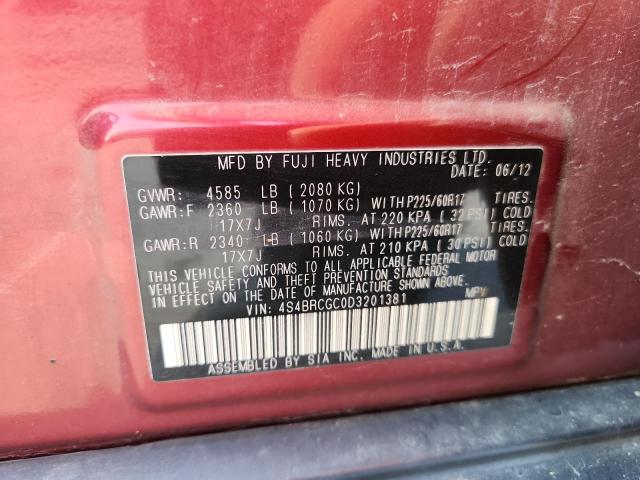 MFD BY FUJI HEAVY INDUSTRIES LTD.
DATE: 06/12
GVWR: 4585 LB (2080 KG)
GAWR:F 2360 LB (1070 KG) WITH P225/60R17 TIRES.
17X7J RIMS. AT 220 KPA (32 PSI) COLD
GAWR:R 2340 LB (1060 KG) WITH P225/60R17 TIRES.
17X7J RIMS. AT 210 KPA (30 PSI) COLD
THIS VEHICLE CONFORMS TO ALL APPLICABLE FEDERAL MOTOR
VEHICLE SAFETY AND THEFT PREVENTION STANDARDS
IN EFFECT ON THE DATE OF MANUFACTURE SHOWN ABOVE.
VIN: 4S4BRCGC0D3201381 MPV
ASSEMBLED BY SIA INC. MADE IN U.S.A.